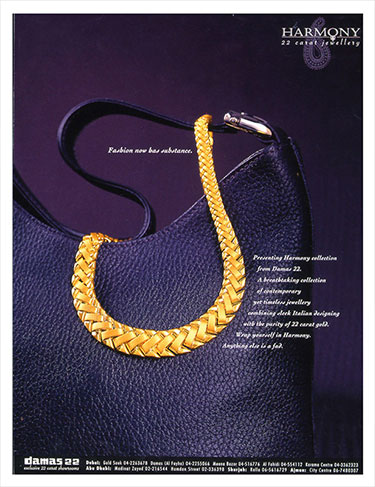 HARMONY
22 carat jewellery
Fashion now has substance.
Presenting Harmony collection
from Damas 22.
A breathtaking collection
of contemporary
yet timeless jewellery
combining sleek Italian designing
with the purity of 22 carat gold.
Wrap yourself in Harmony.
Anything else is a fad.
damas 22
exclusive 22 carat showrooms
Dubai: Gold Souk 04-2263678 Damas (Al Fayha) 04-2255066 Meena Bazar 04-516776 Al Fahidi 04-554112 Karama Centre 04-3362323
Abu Dhabi: Madinat Zayed 02-216544 Hamdan Street 02-336398 Sharjah: Rolla 06-5616729 Ajman: City Centre 06-7480307